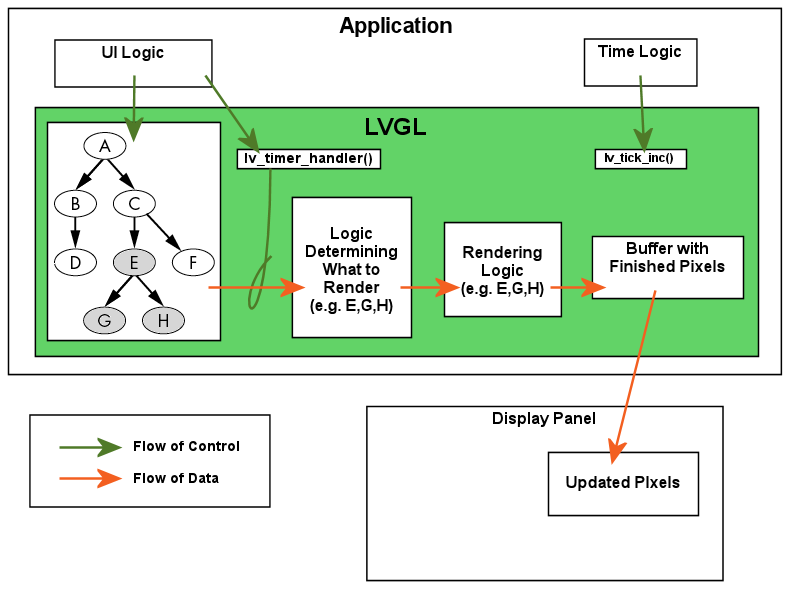 Application
UI Logic
Time Logic
LVGL
lv_timer_handler()
lv_tick_inc()
A
B
C
D
E
F
G
H
Logic
Determining
What to
Render
(e.g. E,G,H)
Rendering
Logic
(e.g. E,G,H)
Buffer with
Finished Pixels
Flow of Control
Flow of Data
Display Panel
Updated PIxels